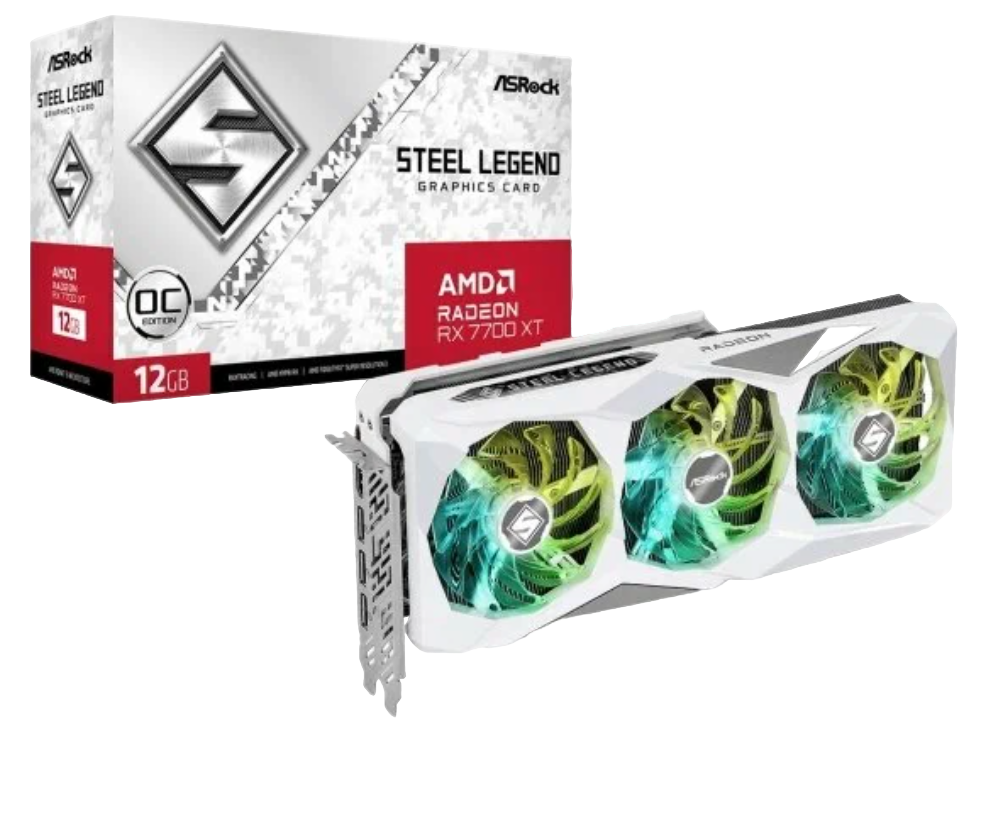 ASRock
STEEL LEGEND
GRAPHICS CARD
AMD
RADEON
RX 7700 XT
12GB
OC
EDITION
12GB
ASRock
STEEL LEGEND
GRAPHICS CARD
AMD
RADEON
RX 7700 XT
STEEL LEGEND
RADEON
ASRock